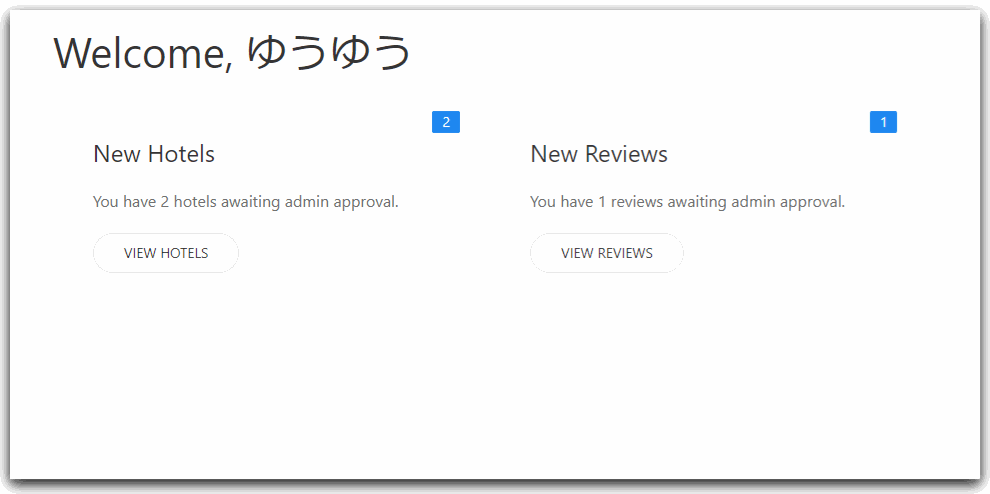 Welcome, ゆうゆう
2
New Hotels
You have 2 hotels awaiting admin approval.
VIEW HOTELS
1
New Reviews
You have 1 reviews awaiting admin approval.
VIEW REVIEWS